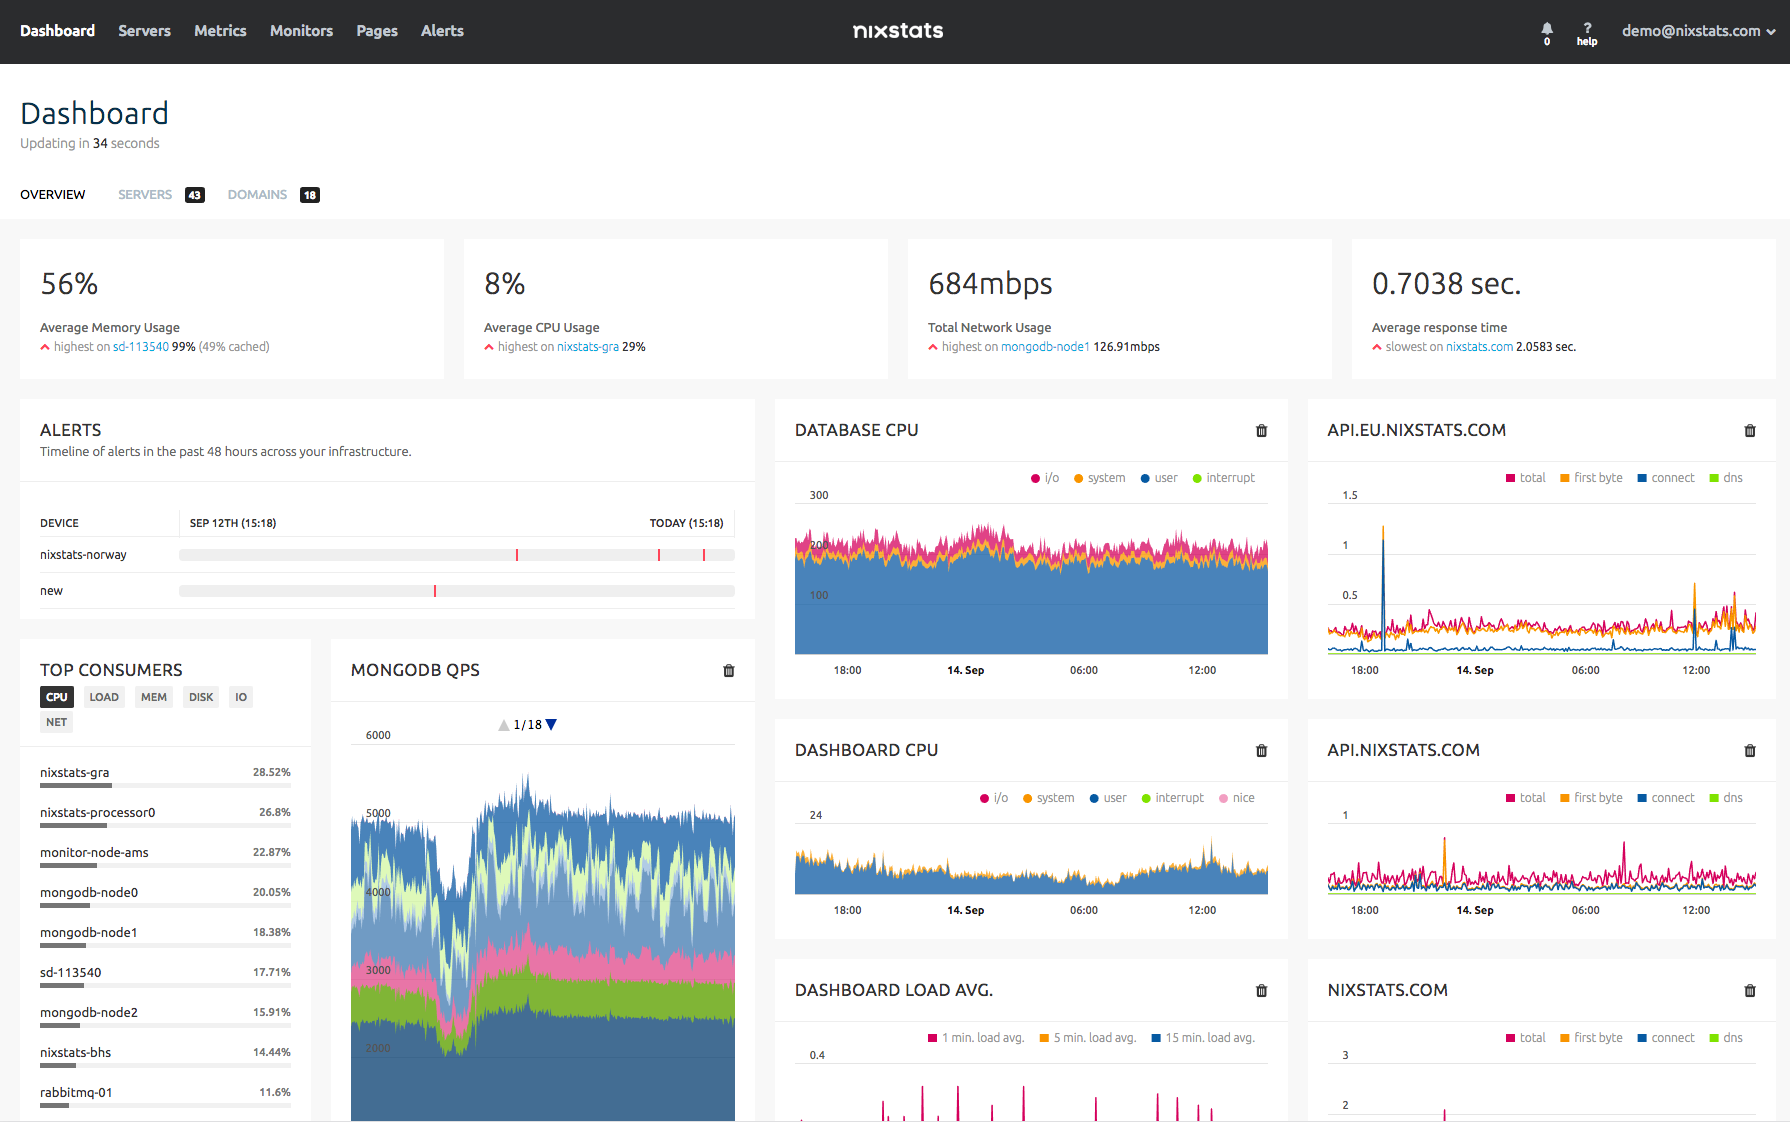 Dashboard Servers Metrics Monitors Pages Alerts nixstats 0 ? help demo@nixstats.com
Dashboard
Updating in 34 seconds
OVERVIEW SERVERS 43 DOMAINS 18
56%
Average Memory Usage
highest on sd-113540 99% (49% cached)
8%
Average CPU Usage
highest on nixstats-gra 29%
684mbps
Total Network Usage
highest on mongodb-node1 126.91mbps
0.7038 sec.
Average response time
slowest on nixstats.com 2.0583 sec.
ALERTS
Timeline of alerts in the past 48 hours across your infrastructure.
DEVICE SEP 12TH (15:18) TODAY (15:18)
nixstats-norway
new
DATABASE CPU
i/o system user interrupt
300
200
100
18:00 14. Sep 06:00 12:00
API.EU.NIXSTATS.COM
total first byte connect dns
1.5
1
0.5
18:00 14. Sep 06:00 12:00
TOP CONSUMERS
CPU LOAD MEM DISK IO
NET
nixstats-gra 28.52%
nixstats-processor0 26.8%
monitor-node-ams 22.87%
mongodb-node0 20.05%
mongodb-node1 18.38%
sd-113540 17.71%
mongodb-node2 15.91%
nixstats-bhs 14.44%
rabbitmq-01 11.6%
MONGODB QPS
1/18
6000
5000
4000
3000
2000
DASHBOARD CPU
i/o system user interrupt nice
24
18:00 14. Sep 06:00 12:00
API.NIXSTATS.COM
total first byte connect dns
1
18:00 14. Sep 06:00 12:00
DASHBOARD LOAD AVG.
1 min. load avg. 5 min. load avg. 15 min. load avg.
0.4
NIXSTATS.COM
total first byte connect dns
3
2